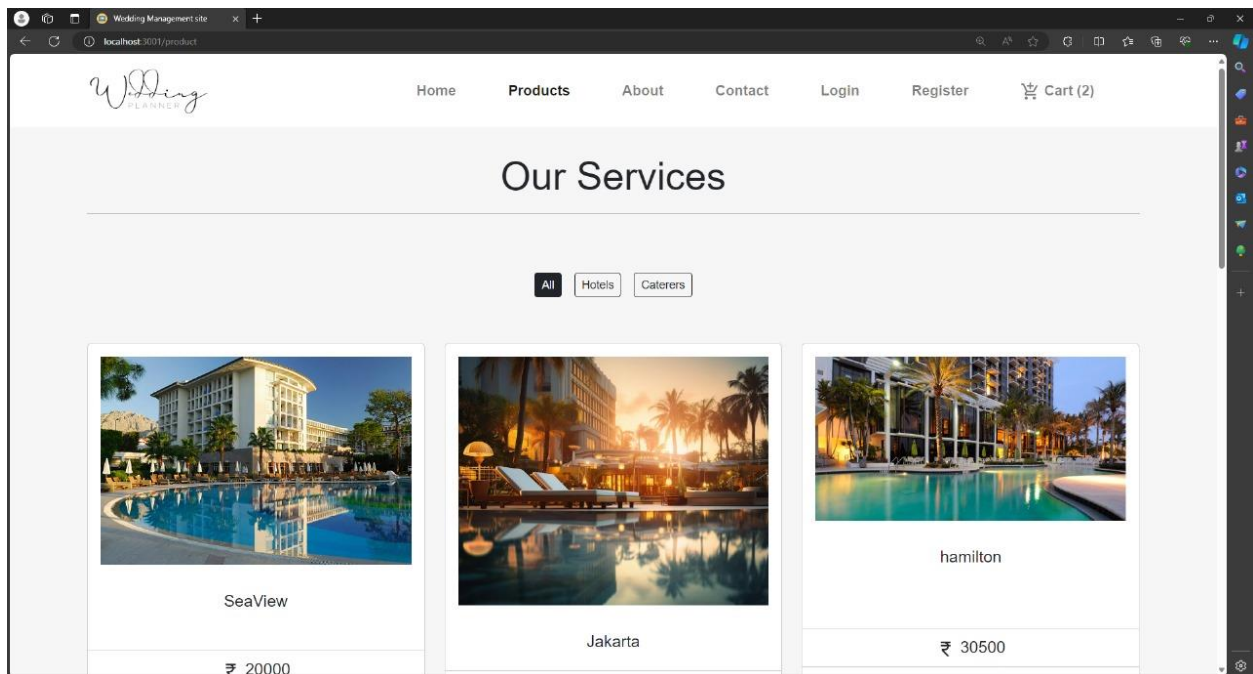 Wedding Management site
localhost:3001/product
Wedding
PLANNER
Home Products About Contact Login Register Cart (2)
Our Services
All Hotels Caterers
SeaView
₹ 20000
Jakarta
hamilton
₹ 30500